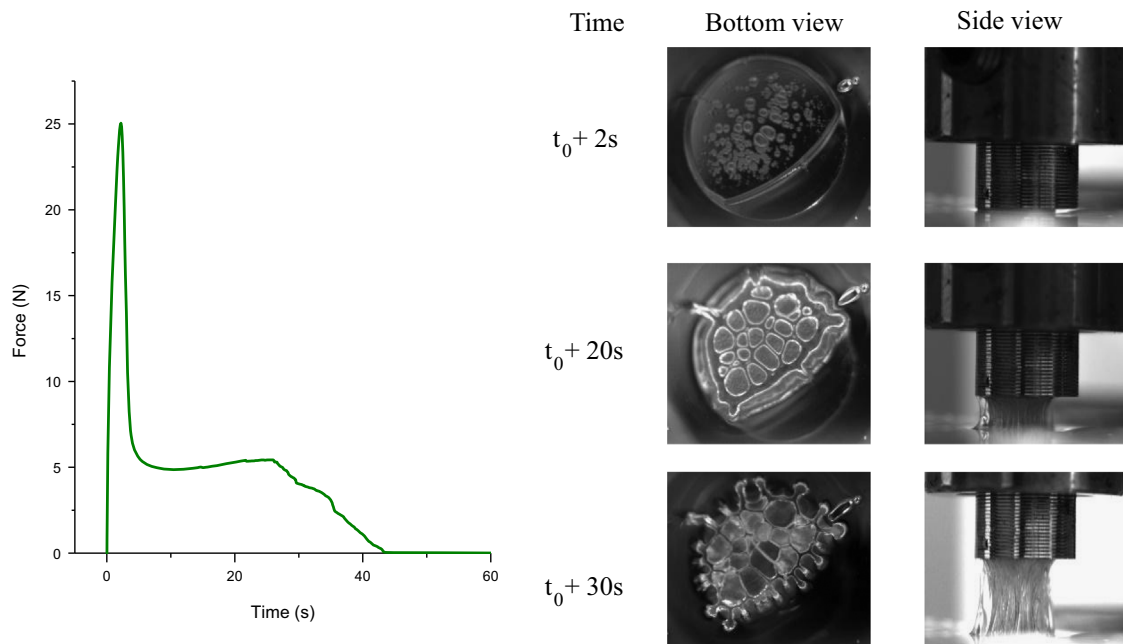 Time Bottom view Side view
t0+ 2s
t0+ 20s
t0+ 30s
Force (N)
25
20
15
10
5
0
0 20 40 60
Time (s)